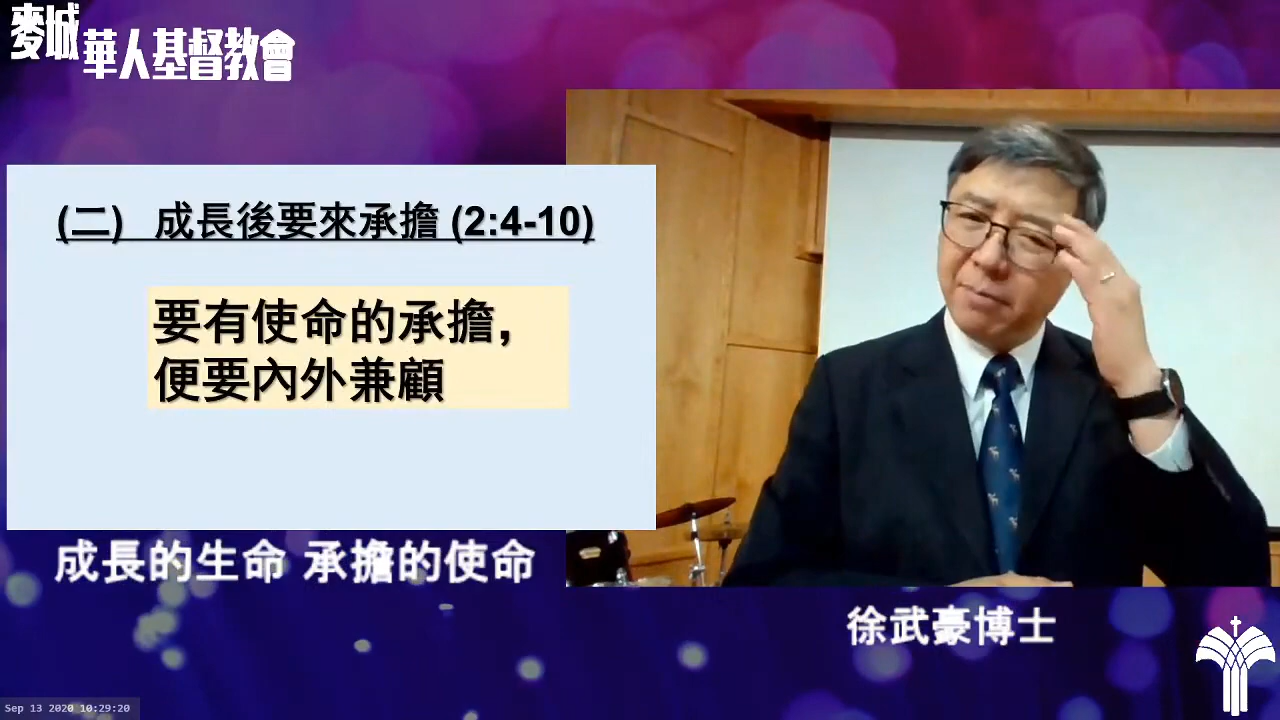 麥城
華人基督教會
(二) 成長後要來承擔 (2:4-10)
要有使命的承擔，
便要內外兼顧
成長的生命 承擔的使命
徐武豪博士
Sep 13 2020 10:29:20